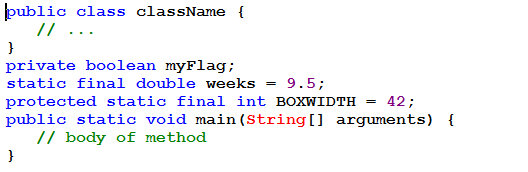 public class className {
   // ...
}
private boolean myFlag;
static final double weeks = 9.5;
protected static final int BOXWIDTH = 42;
public static void main(String[] arguments) {
   // body of method
}